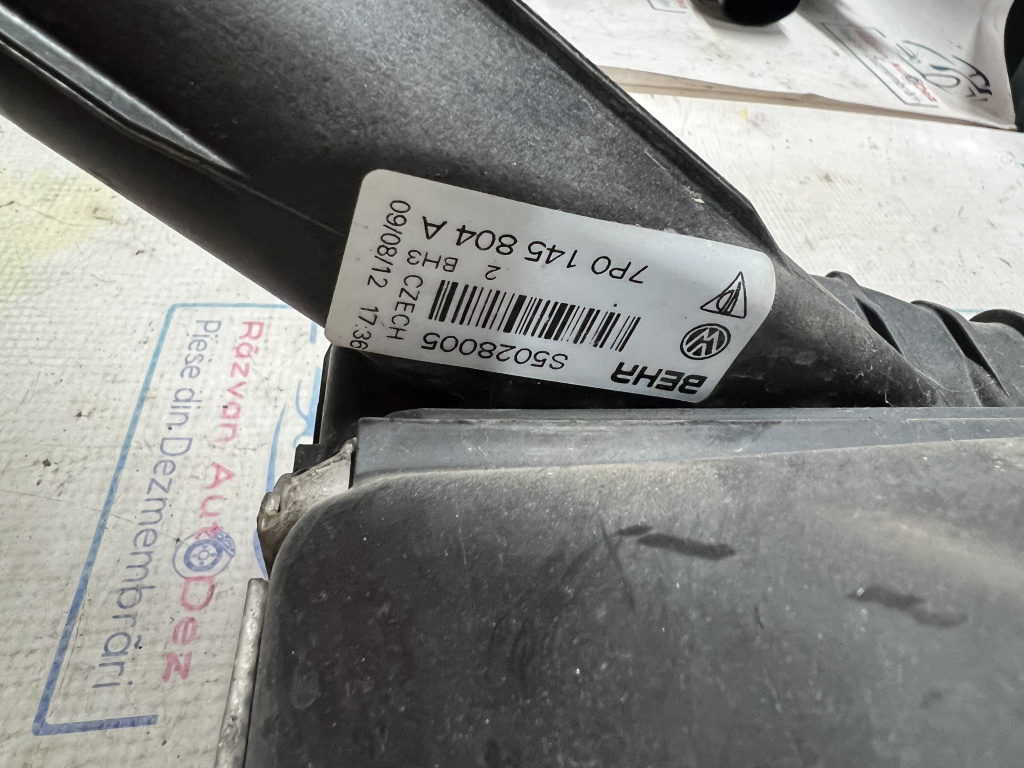 BEHR
S5028005
2
BH3
7P0 145 804 A
CZECH
09/08/12 17:36
Răzvan AutoDez
Piese din Dezmembrări